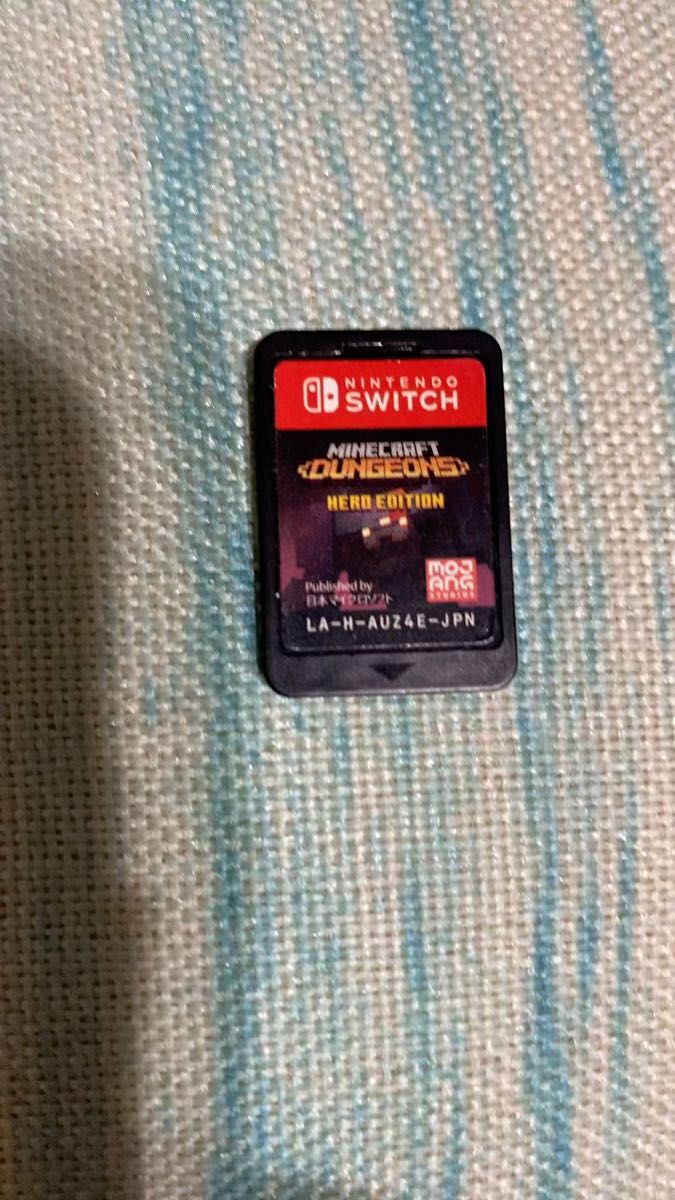 NINTENDO
SWITCH
MINECRAFT
DUNGEONS
HERO EDITION
Published by
日本マイクロソフト
MOJ
ANG
STUDIOS
LA-H-AUZ4E-JPN